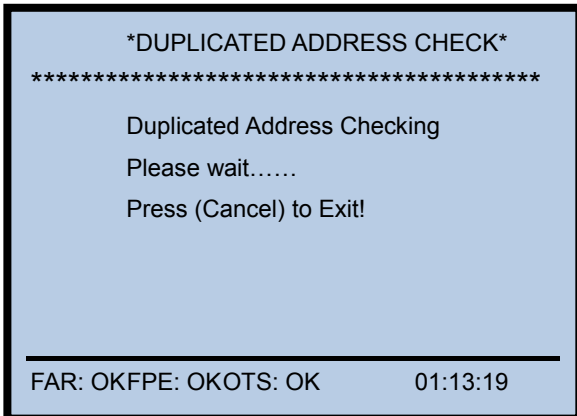 *DUPLICATED ADDRESS CHECK*
*****************************************
Duplicated Address Checking
Please wait……
Press (Cancel) to Exit!
FAR: OKFPE: OKOTS: OK 01:13:19